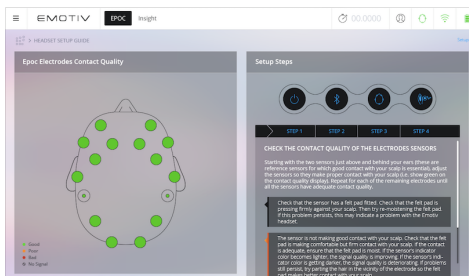 EMOTIV EPOC Insight 00:0000
> HEADSET SETUP GUIDE
Setup
Epoc Electrodes Contact Quality
Setup Steps
STEP 1 STEP 2 STEP 3 STEP 4
CHECK THE CONTACT QUALITY OF THE ELECTRODES SENSORS
Starting with the two sensors just above and behind your ears (these are
reference sensors for which good contact with your scalp is essential), adjust
the sensors so they make proper contact with your scalp (i.e. show green on
the contact quality display). Repeat for each of the remaining electrodes until
all the sensors have adequate contact quality.
Check that the sensor has a felt pad fitted. Check that the felt pad is
pressing firmly against your scalp. Then try re-moistening the felt pad.
If this problem persists, this may indicate a problem with the Emotiv
headset.
The sensor is not making good contact with your scalp. Check that the felt
pad is making comfortable but firm contact with your scalp. If the contact
is adequate, ensure that the felt pad is moist. If the sensor's indicator
color becomes lighter, the signal quality is improving. If the sensor's indi-
cator color is getting darker, the signal quality is deteriorating. If problems
still persist, try parting the hair in the vicinity of the electrode so the felt
pad makes better contact with your scalp.
Good
Poor
Bad
No Signal